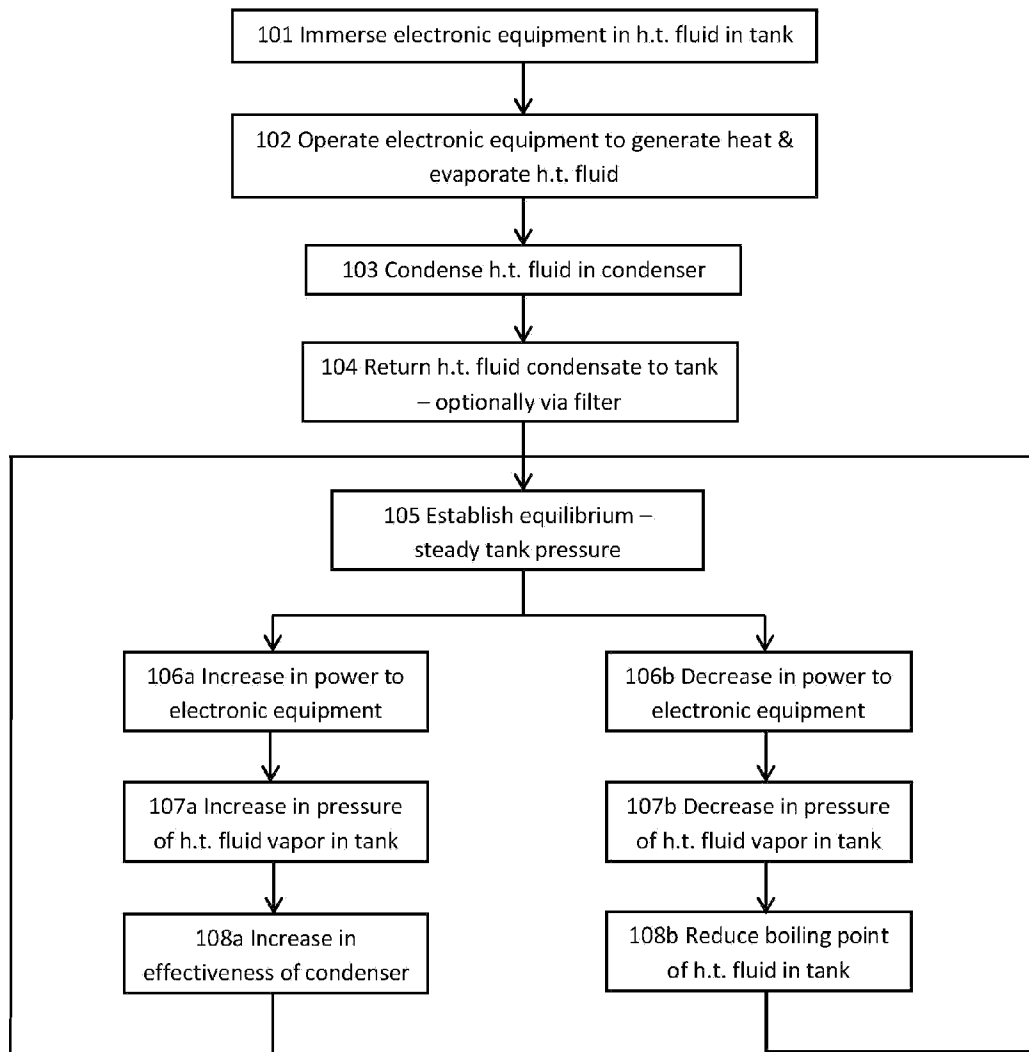 101 Immerse electronic equipment in h.t. fluid in tank
102 Operate electronic equipment to generate heat &
evaporate h.t. fluid
103 Condense h.t. fluid in condenser
104 Return h.t. fluid condensate to tank
– optionally via filter
105 Establish equilibrium –
steady tank pressure
106a Increase in power to
electronic equipment
106b Decrease in power to
electronic equipment
107a Increase in pressure
of h.t. fluid vapor in tank
107b Decrease in pressure
of h.t. fluid vapor in tank
108a Increase in
effectiveness of condenser
108b Reduce boiling point
of h.t. fluid in tank